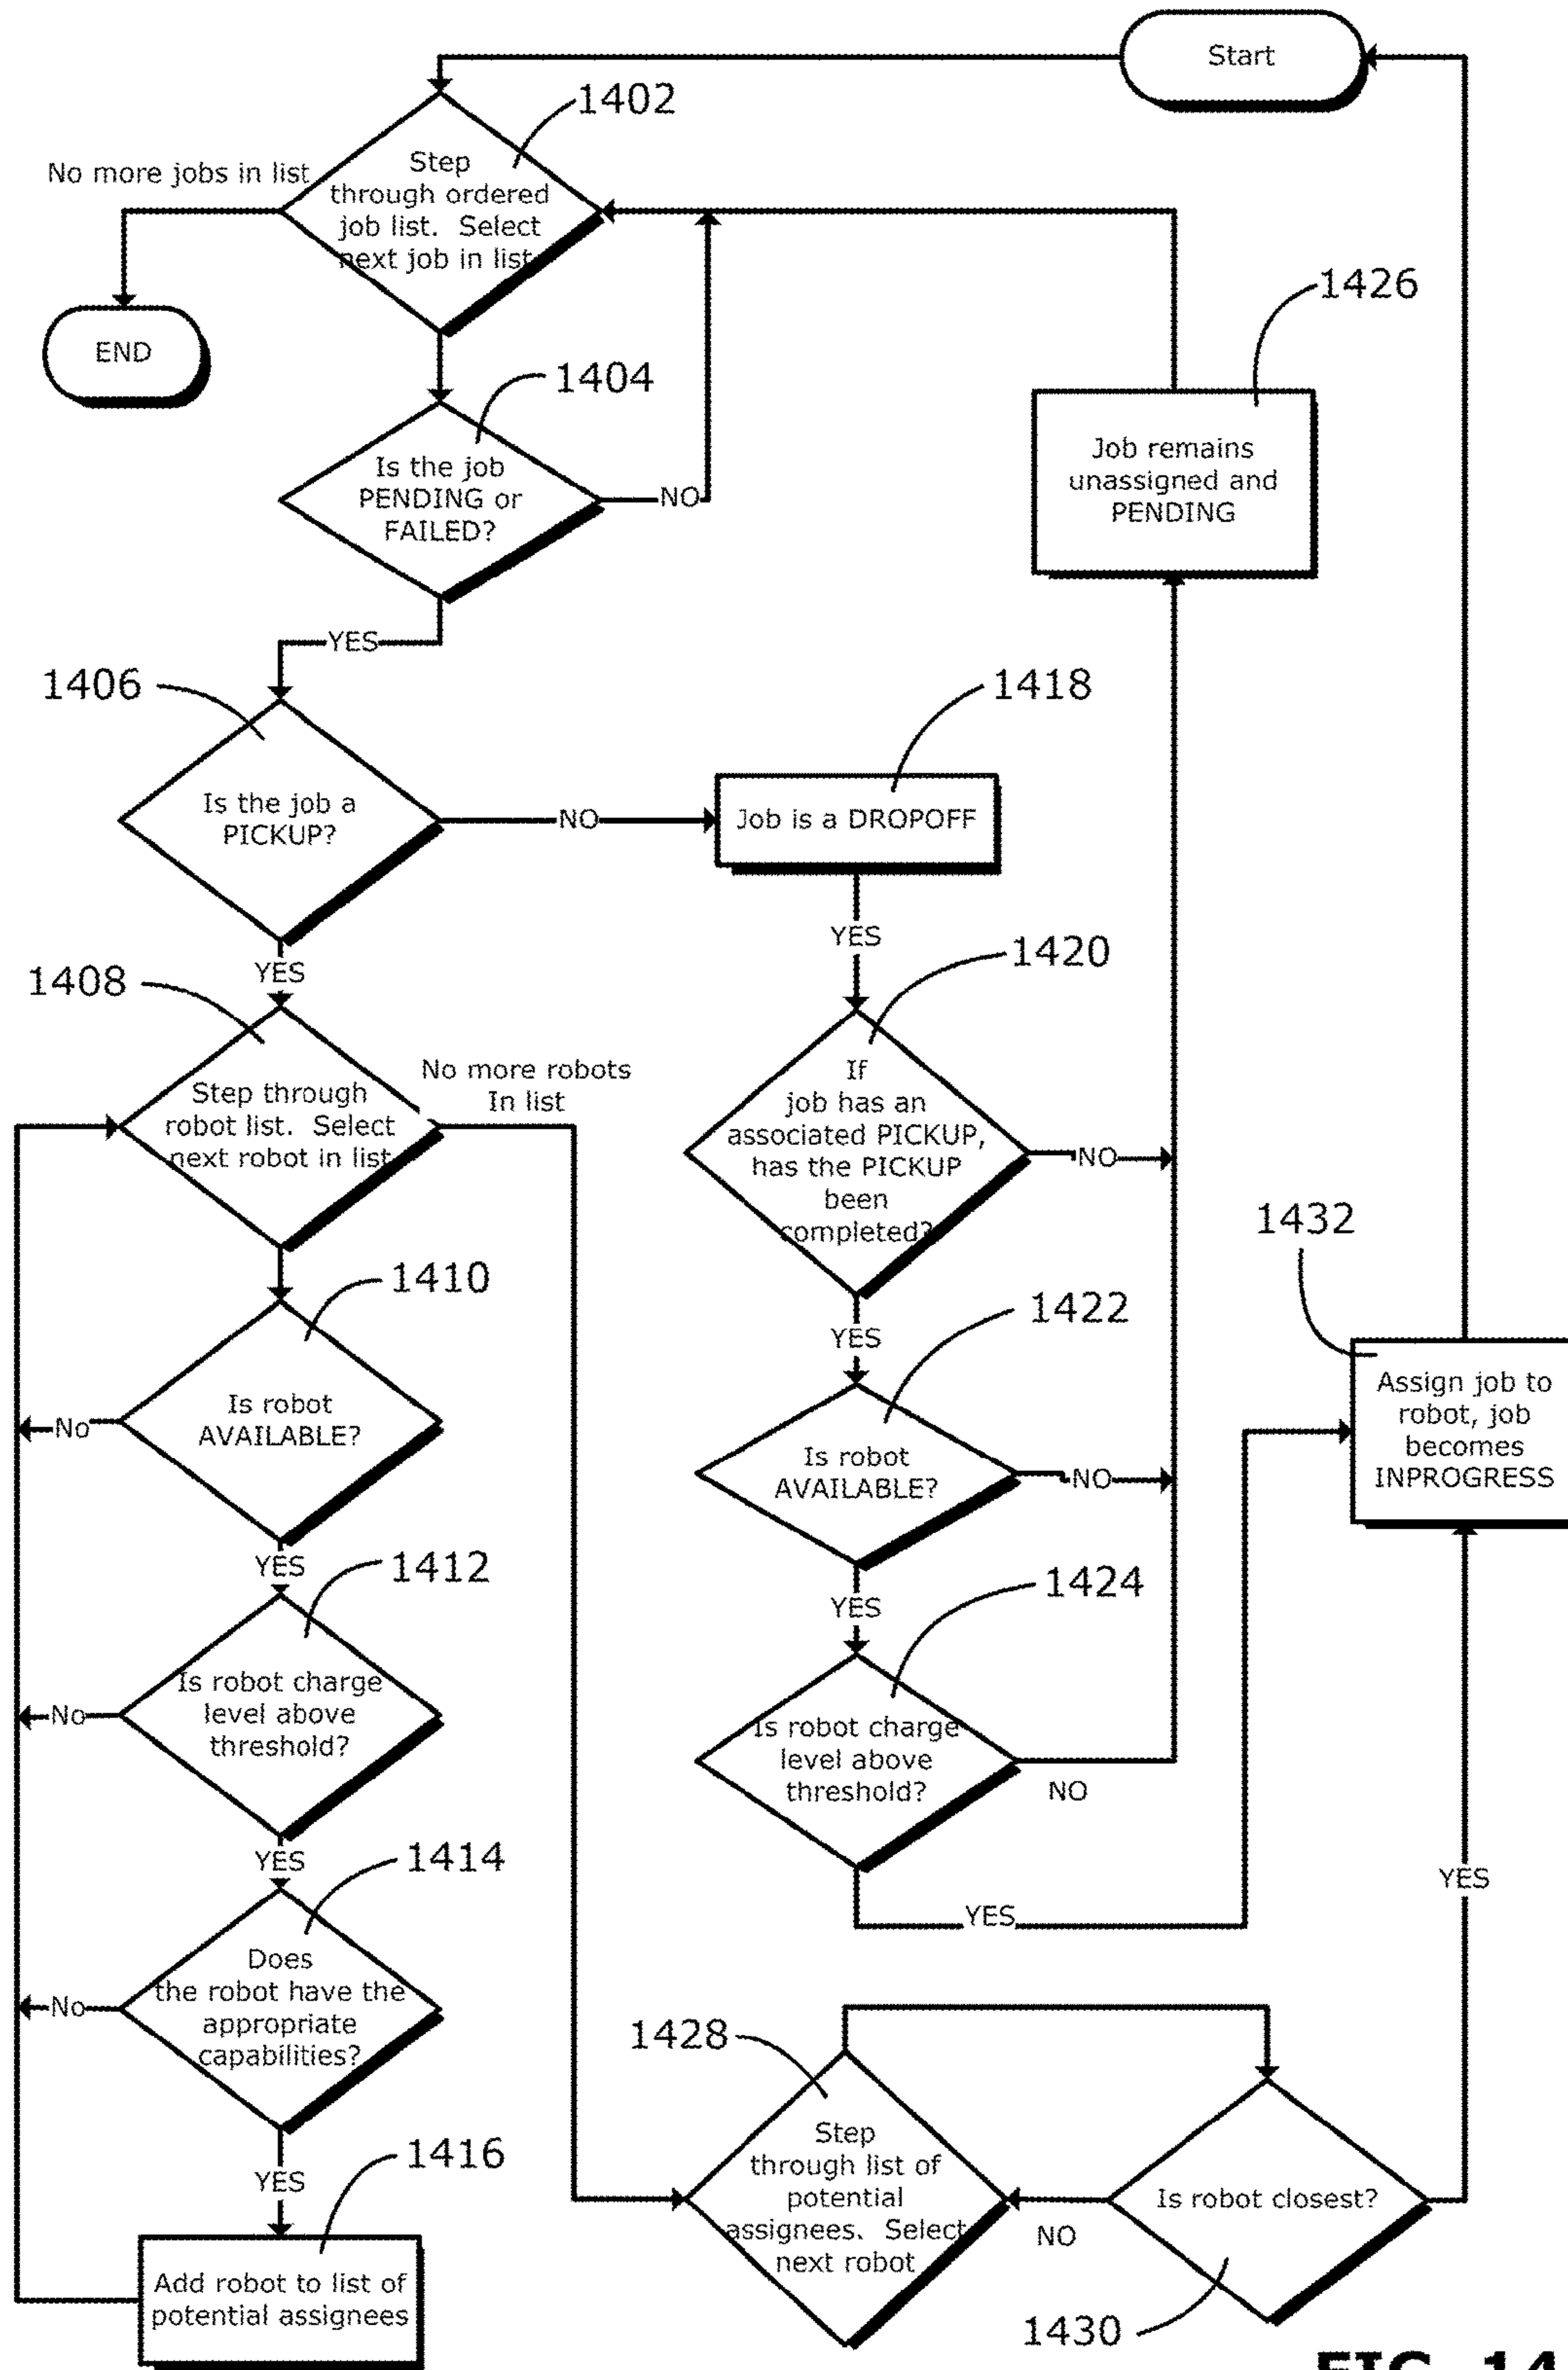 Start
1402
No more jobs in list
Step
through ordered
job list.  Select
next job in list
1426
END
1404
Is the job
PENDING or
FAILED?
NO
Job remains
unassigned and
PENDING
YES
1406
1418
Is the job a
PICKUP?
NO
Job is a DROPOFF
YES
YES
1408
1420
No more robots
In list
Step through
robot list.  Select
next robot in list
If
job has an
associated PICKUP,
has the PICKUP
been
completed?
NO
1432
1410
1422
YES
Is robot
AVAILABLE?
No
Is robot
AVAILABLE?
NO
Assign job to
robot, job
becomes
INPROGRESS
YES
1412
1424
YES
Is robot charge
level above
threshold?
No
Is robot charge
level above
threshold?
NO
YES
1414
YES
YES
Does
the robot have the
appropriate
capabilities?
No
1428
Step
through list of
potential
assignees.  Select
next robot
Is robot closest?
NO
1430
YES
1416
Add robot to list of
potential assignees
FIG. 14